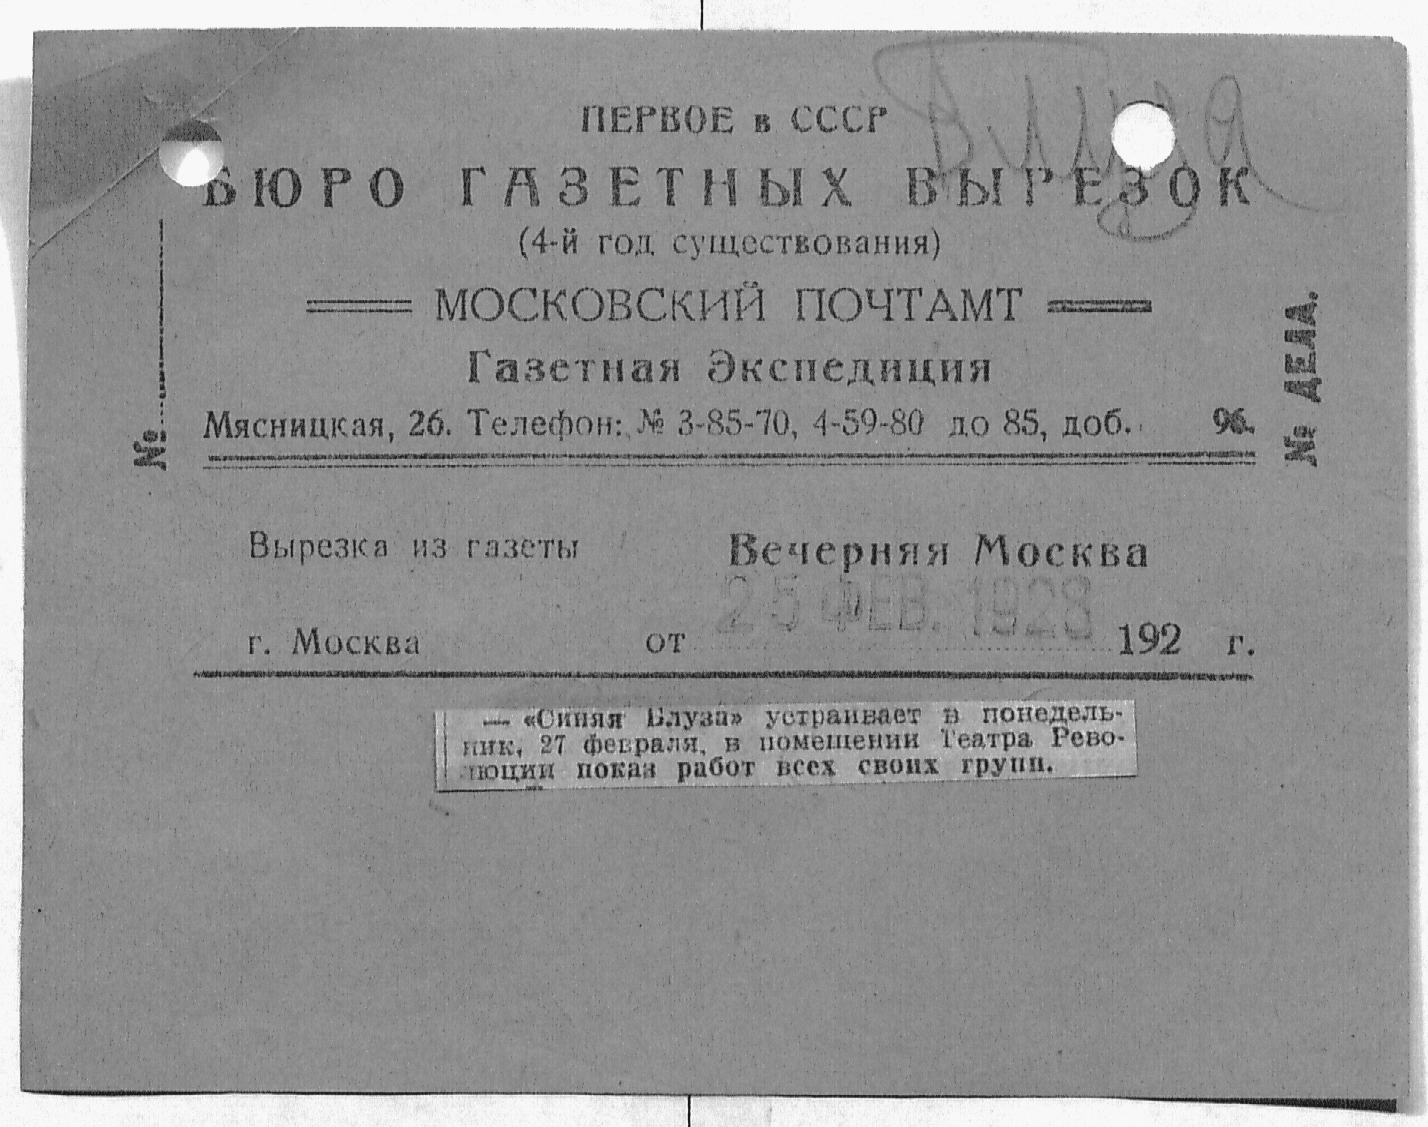 ПЕРВОЕ в СССР
БЮРО ГАЗЕТНЫХ ВЫРЕЗОК
(4-й год существования)
МОСКОВСКИЙ ПОЧТАМТ
Газетная Экспедиция
Мясницкая, 26. Телефон: № 3-85-70, 4-59-80 до 85, доб. 96.
№
№ ДЕЛА.
Вырезка из газеты Вечерняя Москва
25 ФЕВ. 1928
г. Москва от 192 г.
— «Синяя Блуза» устраивает в понедель-
ник, 27 февраля, в помещении Театра Рево-
люции показ работ всех своих групп.